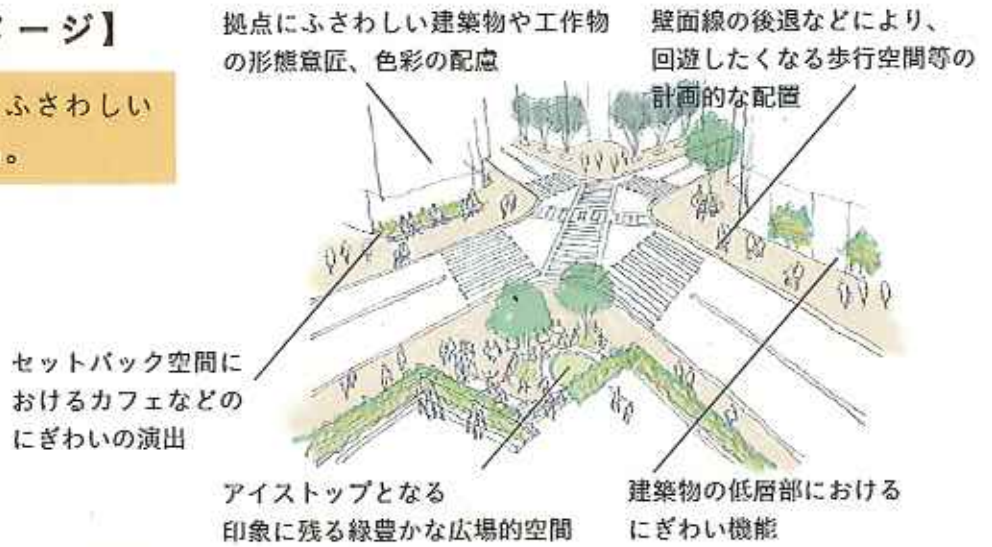 ージ】
ふさわしい
。
拠点にふさわしい建築物や工作物
の形態意匠、色彩の配慮
壁面線の後退などにより、
回遊したくなる歩行空間等の
計画的な配置
セットバック空間に
おけるカフェなどの
にぎわいの演出
アイストップとなる
印象に残る緑豊かな広場的空間
建築物の低層部における
にぎわい機能